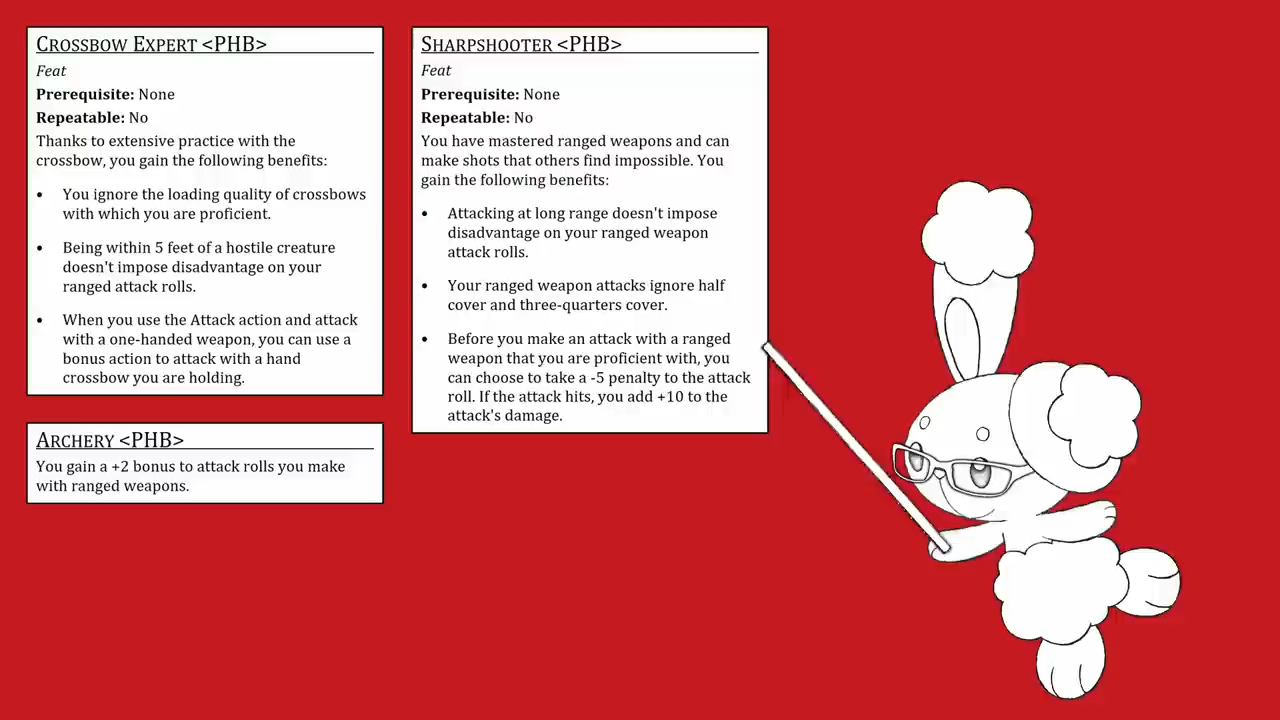 CROSSBOW EXPERT <PHB>
Feat
Prerequisite: None
Repeatable: No
Thanks to extensive practice with the
crossbow, you gain the following benefits:
• You ignore the loading quality of crossbows
with which you are proficient.
• Being within 5 feet of a hostile creature
doesn't impose disadvantage on your
ranged attack rolls.
• When you use the Attack action and attack
with a one-handed weapon, you can use a
bonus action to attack with a hand
crossbow you are holding.
ARCHERY <PHB>
You gain a +2 bonus to attack rolls you make
with ranged weapons.
SHARPSHOOTER <PHB>
Feat
Prerequisite: None
Repeatable: No
You have mastered ranged weapons and can
make shots that others find impossible. You
gain the following benefits:
• Attacking at long range doesn't impose
disadvantage on your ranged weapon
attack rolls.
• Your ranged weapon attacks ignore half
cover and three-quarters cover.
• Before you make an attack with a ranged
weapon that you are proficient with, you
can choose to take a -5 penalty to the attack
roll. If the attack hits, you add +10 to the
attack's damage.